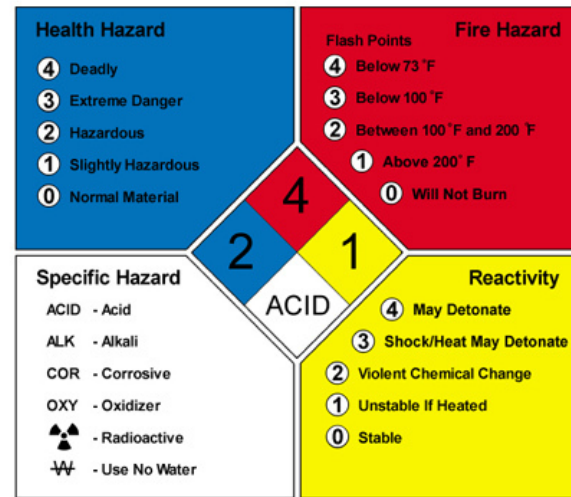 Health Hazard
4 Deadly
3 Extreme Danger
2 Hazardous
1 Slightly Hazardous
0 Normal Material
Fire Hazard
Flash Points
4 Below 73 °F
3 Below 100 °F
2 Between 100 °F and 200 °F
1 Above 200° F
0 Will Not Burn
4
2
1
ACID
Specific Hazard
ACID - Acid
ALK - Alkali
COR - Corrosive
OXY - Oxidizer
- Radioactive
W - Use No Water
Reactivity
4 May Detonate
3 Shock/Heat May Detonate
2 Violent Chemical Change
1 Unstable If Heated
0 Stable